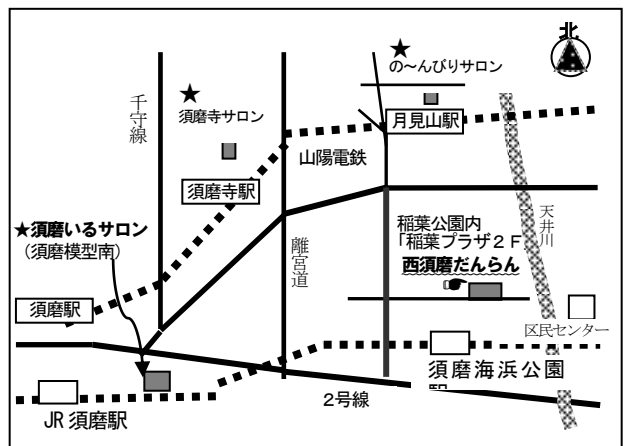 北
★
の～んびりサロン
千守線
★
須磨寺サロン
月見山駅
山陽電鉄
須磨寺駅
★須磨いるサロン
（須磨模型南）
離宮道
稲葉公園内
「稲葉プラザ２Ｆ
西須磨だんらん
天井川
須磨駅
区民センター
須磨海浜公園
駅
２号線
JR 須磨駅